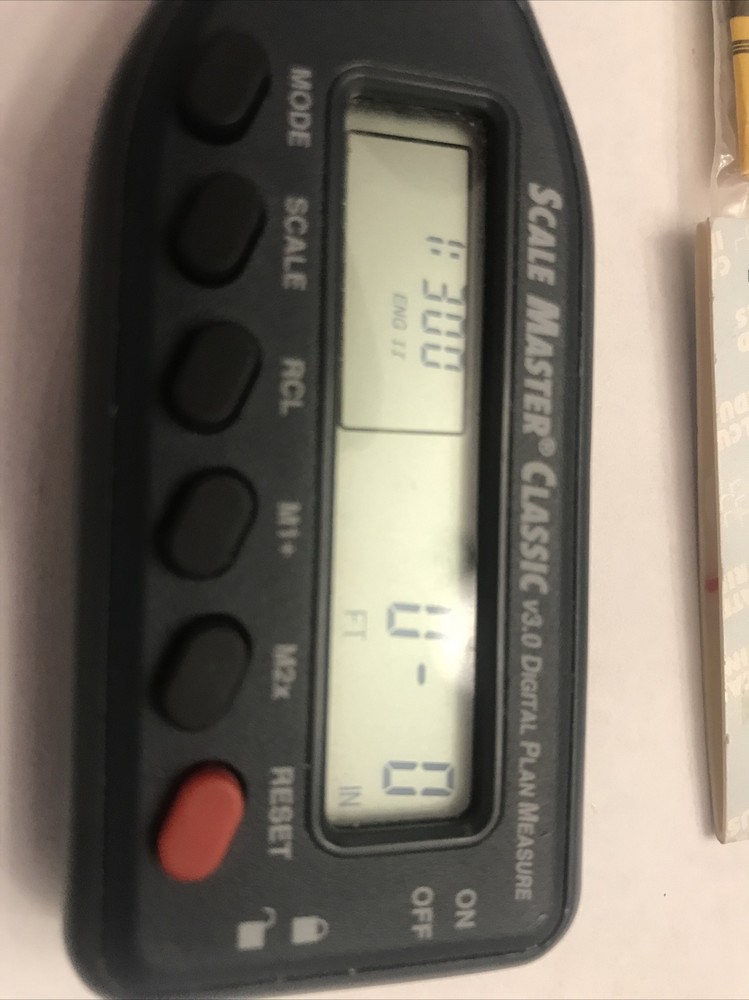 SCALE MASTER® CLASSIC v3.0 DIGITAL PLAN MEASURE
1:300
ENG II
0- 0
FT IN
MODE SCALE RCL M1+ M2x RESET
ON
OFF